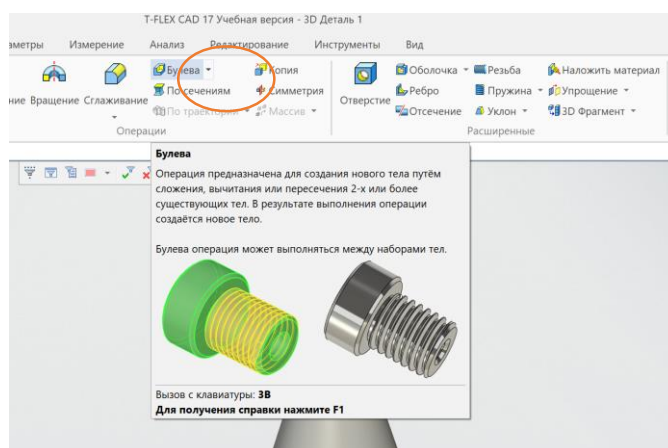 T-FLEX CAD 17 Учебная версия - 3D Деталь 1
аметры Измерение Анализ Редактирование Инструменты Вид
Булева Копия Оболочка Резьба Наложить материал
По сечениям Симметрия Ребро Пружина Упрощение
ние Вращение Сглаживание Отверстие
По траектории Массив Отсечение Уклон 3D Фрагмент
Операции Расширенные
Булева
Операция предназначена для создания нового тела путём
сложения, вычитания или пересечения 2-х или более
существующих тел. В результате выполнения операции
создаётся новое тело.
Булева операция может выполняться между наборами тел.
Вызов с клавиатуры: 3B
Для получения справки нажмите F1